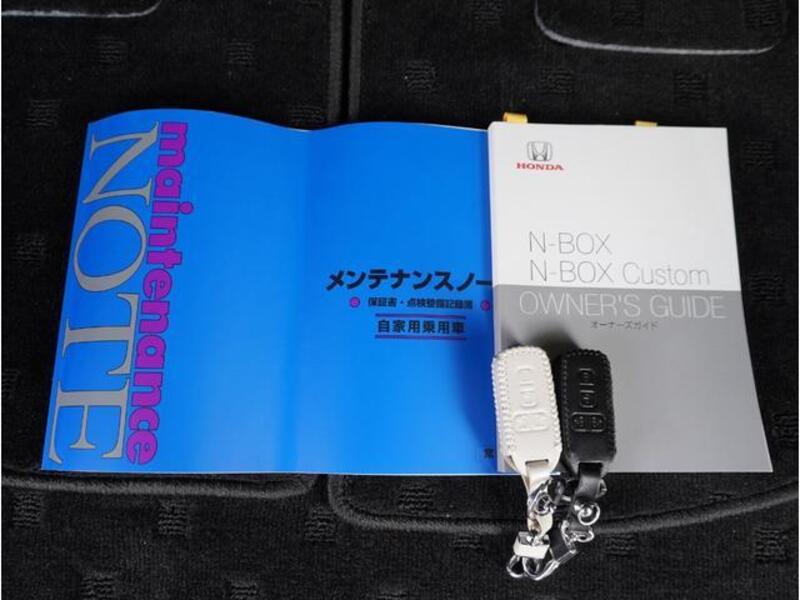 maintenance
NOTE
メンテナンスノー
保証書・点検整備記録簿
自家用乗用車
HONDA
N-BOX
N-BOX Custom
OWNER'S GUIDE
オーナーズガイド